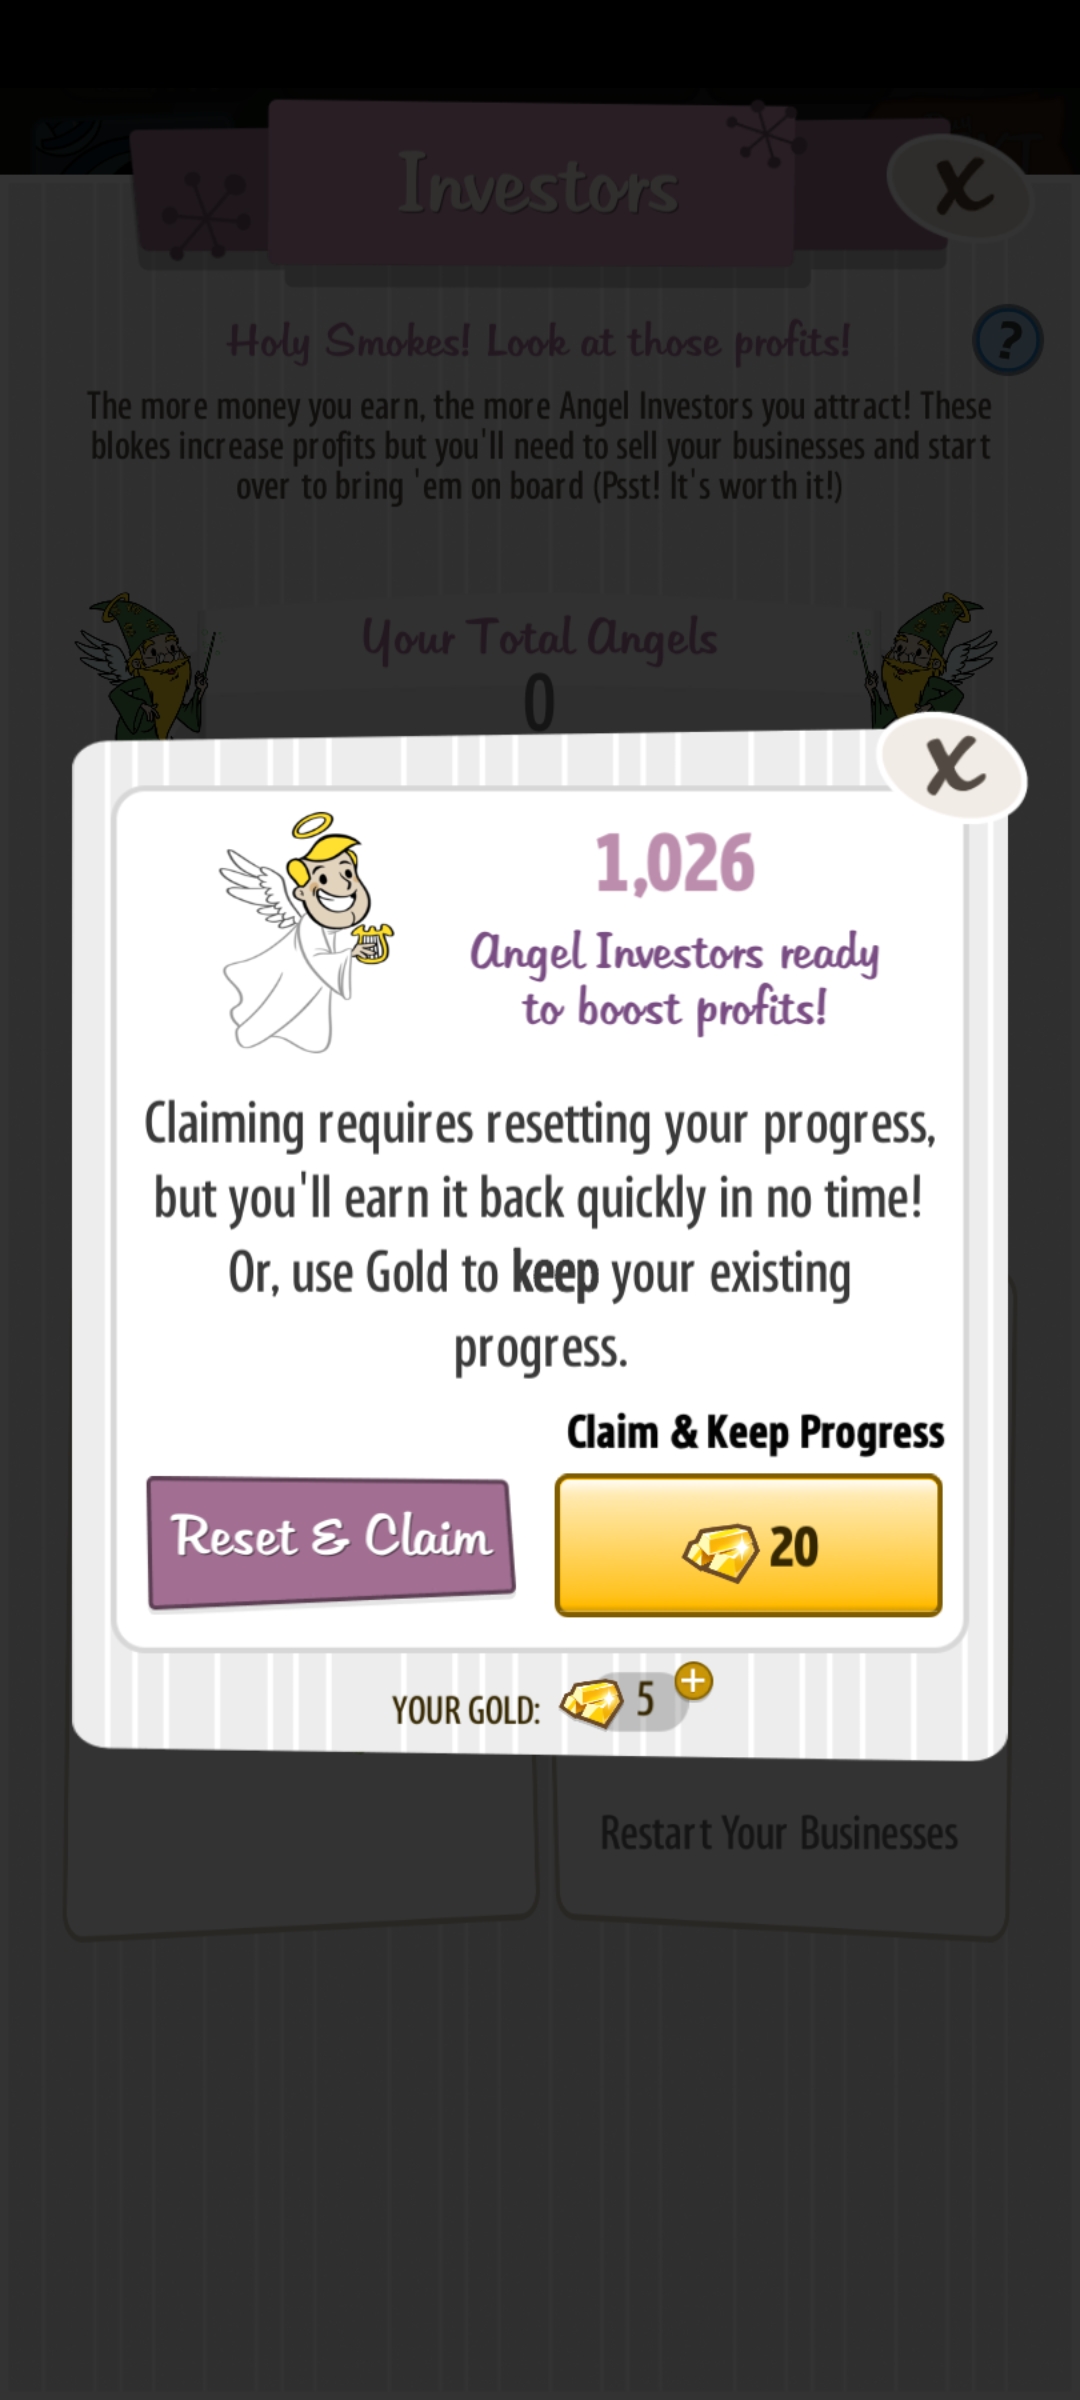 Investors
X
Holy Smokes! Look at those profits!
?
The more money you earn, the more Angel Investors you attract! These
blokes increase profits but you'll need to sell your businesses and start
over to bring 'em on board (Psst! It's worth it!)
Your Total Angels
0
X
1,026
Angel Investors ready
to boost profits!
Claiming requires resetting your progress,
but you'll earn it back quickly in no time!
Or, use Gold to keep your existing
progress.
Claim & Keep Progress
Reset & Claim
20
YOUR GOLD: 5 +
Restart Your Businesses